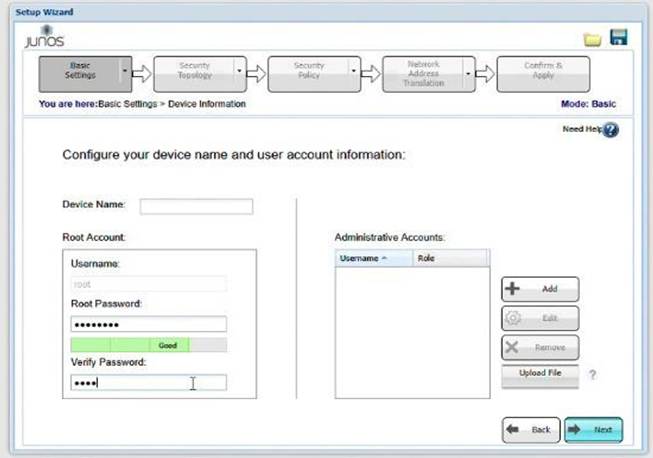 Setup Wizard
JUNOS
Basic Settings
Security Topology
Security Policy
Network Address Translation
Confirm & Apply
You are here:Basic Settings > Device Information
Mode: Basic
Need Help
?
Configure your device name and user account information:
Device Name:
Root Account:
Administrative Accounts:
Username:
root
Root Password:
••••••••
Good
Verify Password:
••••
Username
Role
Add
Edit
Remove
Upload File
?
Back
Next